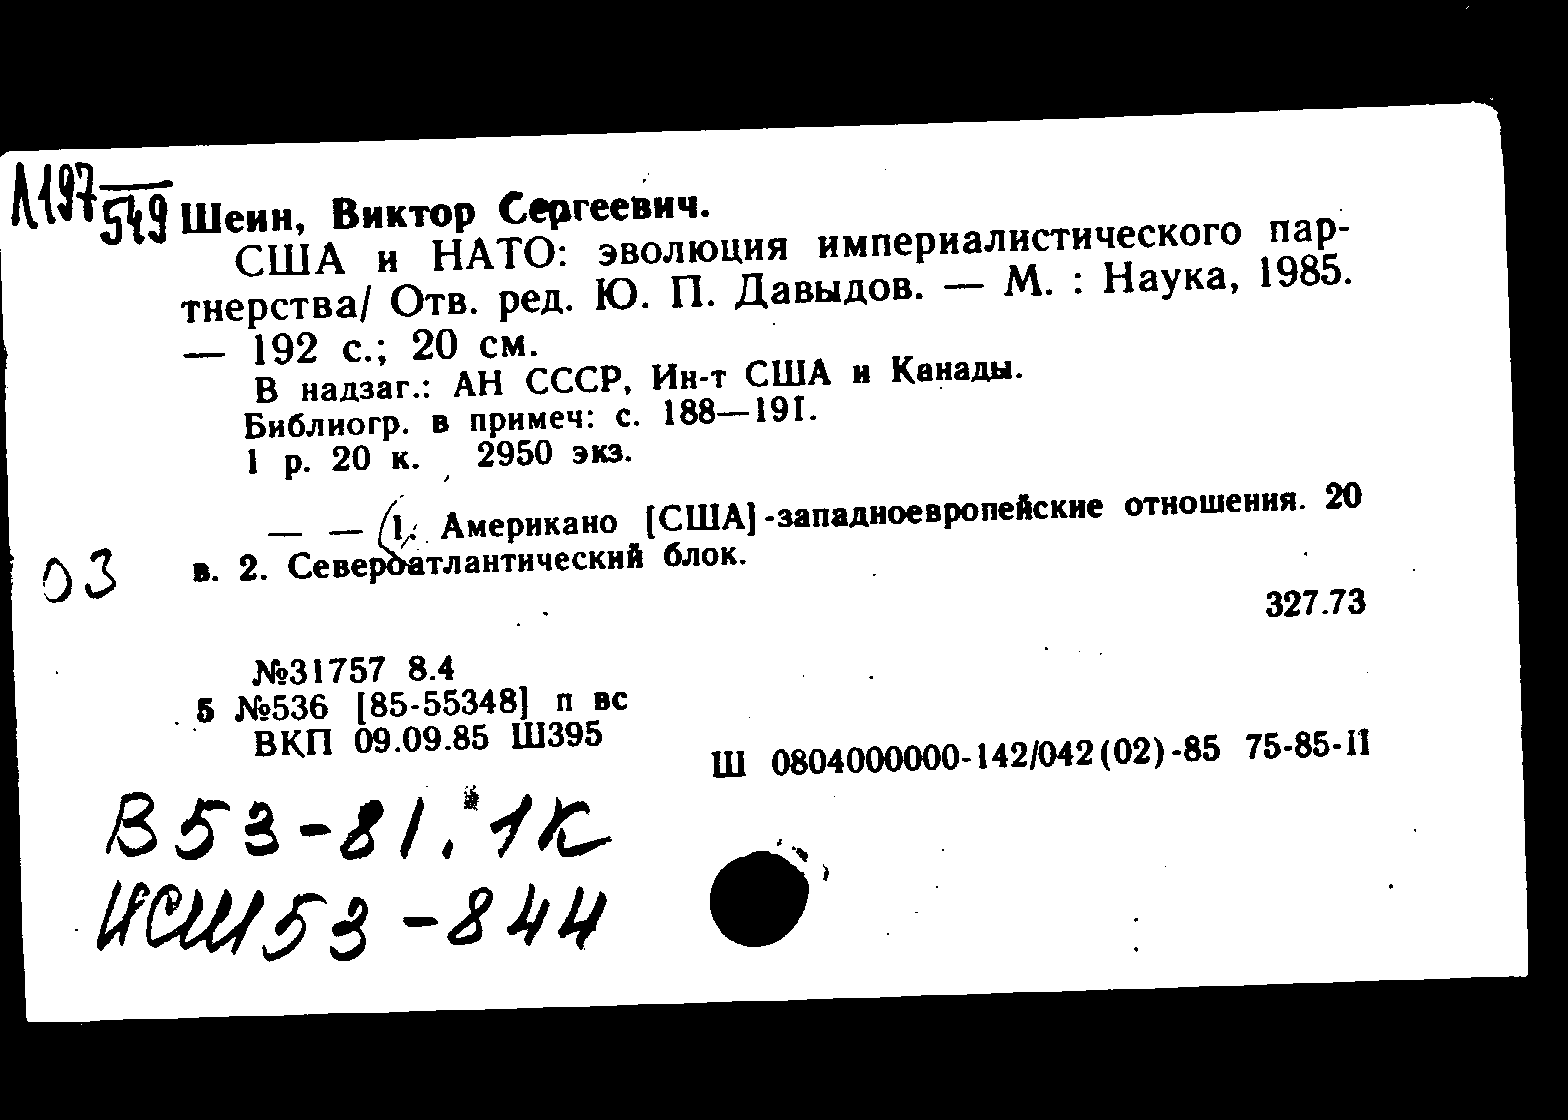 Л197
549
Шеин, Виктор Сергеевич.
США и НАТО: эволюция империалистического пар-
тнерства/ Отв. ред. Ю. П. Давыдов. — М. : Наука, 1985.
— 192 с.; 20 см.
В надзаг.: АН СССР, Ин-т США и Канады.
Библиогр. в примеч: с. 188—191.
1 р. 20 к. 2950 экз.
— — 1. Американо [США]-западноевропейские отношения. 20
03
в. 2. Североатлантический блок.
327.73
№31757 8.4
5 №536 [85-55348] п вс
ВКП 09.09.85 Ш395
Ш 0804000000-142/042(02)-85 75-85-II
В53-81.1К
ИСШ53-844